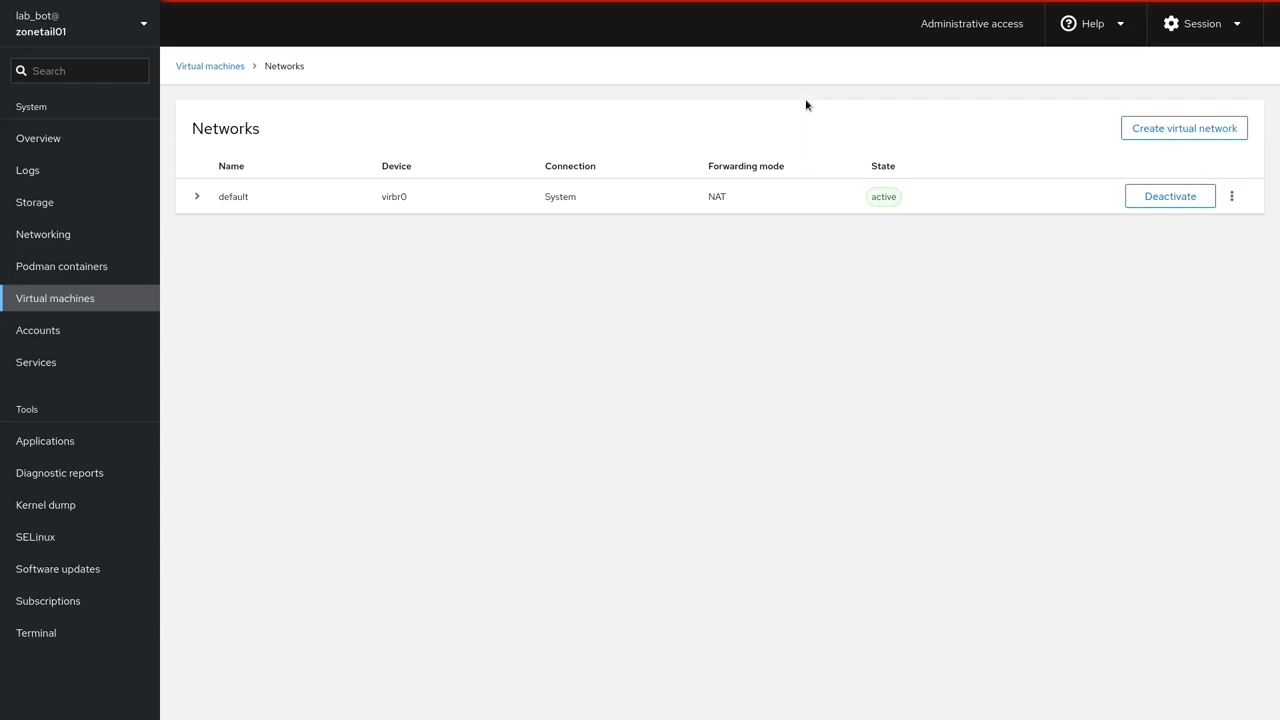 lab_bot@
zonetail01
Administrative access
Help
Session
Search
Virtual machines
Networks
System
Overview
Logs
Storage
Networking
Podman containers
Virtual machines
Accounts
Services
Tools
Applications
Diagnostic reports
Kernel dump
SELinux
Software updates
Subscriptions
Terminal
Networks
Create virtual network
Name Device Connection Forwarding mode State
default virbr0 System NAT active Deactivate